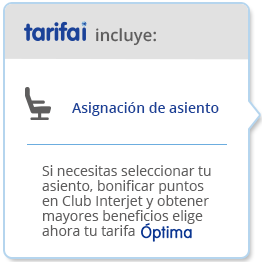 tarifai incluye:
Asignación de asiento
Si necesitas seleccionar tu
asiento, bonificar puntos
en Club Interjet y obtener
mayores beneficios elige
ahora tu tarifa Óptima